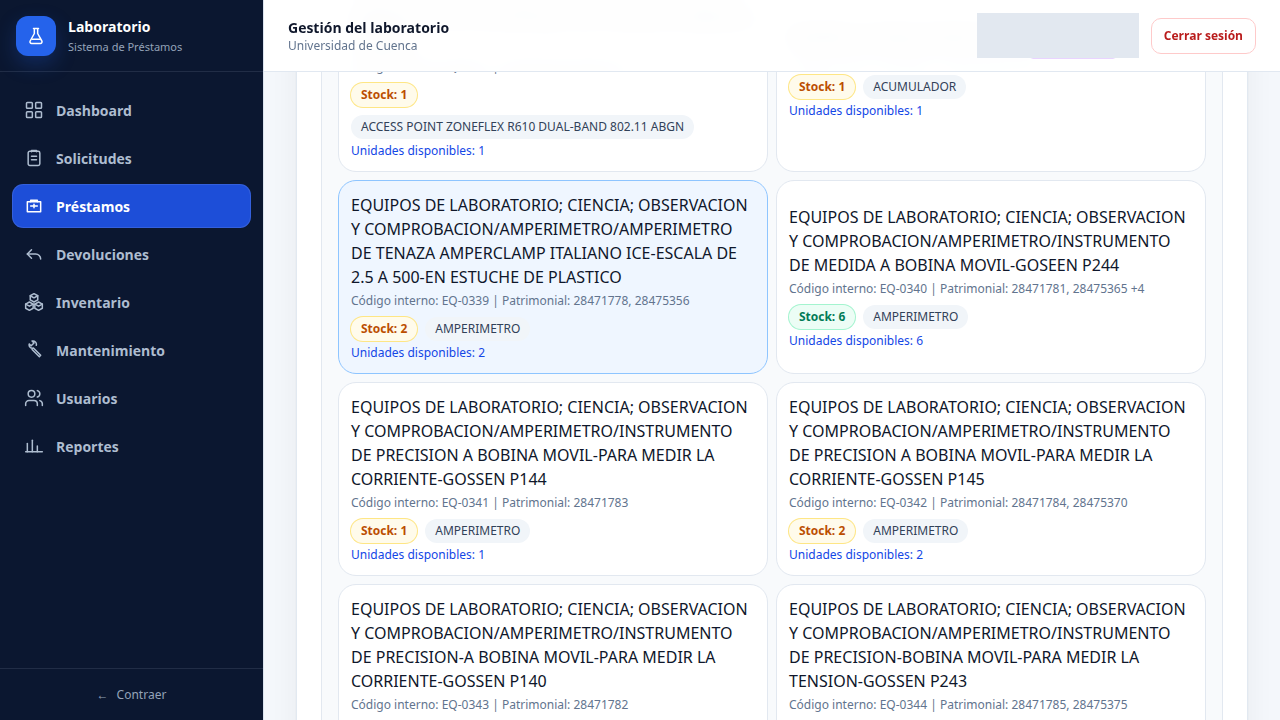 Laboratorio
Sistema de Préstamos
Dashboard
Solicitudes
Préstamos
Devoluciones
Inventario
Mantenimiento
Usuarios
Reportes
← Contraer
Gestión del laboratorio
Universidad de Cuenca
Cerrar sesión
Stock: 1
ACCESS POINT ZONEFLEX R610 DUAL-BAND 802.11 ABGN
Unidades disponibles: 1
Stock: 1 ACUMULADOR
Unidades disponibles: 1
EQUIPOS DE LABORATORIO; CIENCIA; OBSERVACION
Y COMPROBACION/AMPERIMETRO/AMPERIMETRO
DE TENAZA AMPERCLAMP ITALIANO ICE-ESCALA DE
2.5 A 500-EN ESTUCHE DE PLASTICO
Código interno: EQ-0339 | Patrimonial: 28471778, 28475356
Stock: 2 AMPERIMETRO
Unidades disponibles: 2
EQUIPOS DE LABORATORIO; CIENCIA; OBSERVACION
Y COMPROBACION/AMPERIMETRO/INSTRUMENTO
DE MEDIDA A BOBINA MOVIL-GOSEEN P244
Código interno: EQ-0340 | Patrimonial: 28471781, 28475365 +4
Stock: 6 AMPERIMETRO
Unidades disponibles: 6
EQUIPOS DE LABORATORIO; CIENCIA; OBSERVACION
Y COMPROBACION/AMPERIMETRO/INSTRUMENTO
DE PRECISION A BOBINA MOVIL-PARA MEDIR LA
CORRIENTE-GOSSEN P144
Código interno: EQ-0341 | Patrimonial: 28471783
Stock: 1 AMPERIMETRO
Unidades disponibles: 1
EQUIPOS DE LABORATORIO; CIENCIA; OBSERVACION
Y COMPROBACION/AMPERIMETRO/INSTRUMENTO
DE PRECISION A BOBINA MOVIL-PARA MEDIR LA
CORRIENTE-GOSSEN P145
Código interno: EQ-0342 | Patrimonial: 28471784, 28475370
Stock: 2 AMPERIMETRO
Unidades disponibles: 2
EQUIPOS DE LABORATORIO; CIENCIA; OBSERVACION
Y COMPROBACION/AMPERIMETRO/INSTRUMENTO
DE PRECISION-A BOBINA MOVIL-PARA MEDIR LA
CORRIENTE-GOSSEN P140
Código interno: EQ-0343 | Patrimonial: 28471782
EQUIPOS DE LABORATORIO; CIENCIA; OBSERVACION
Y COMPROBACION/AMPERIMETRO/INSTRUMENTO
DE PRECISION-BOBINA MOVIL-PARA MEDIR LA
TENSION-GOSSEN P243
Código interno: EQ-0344 | Patrimonial: 28471785, 28475375